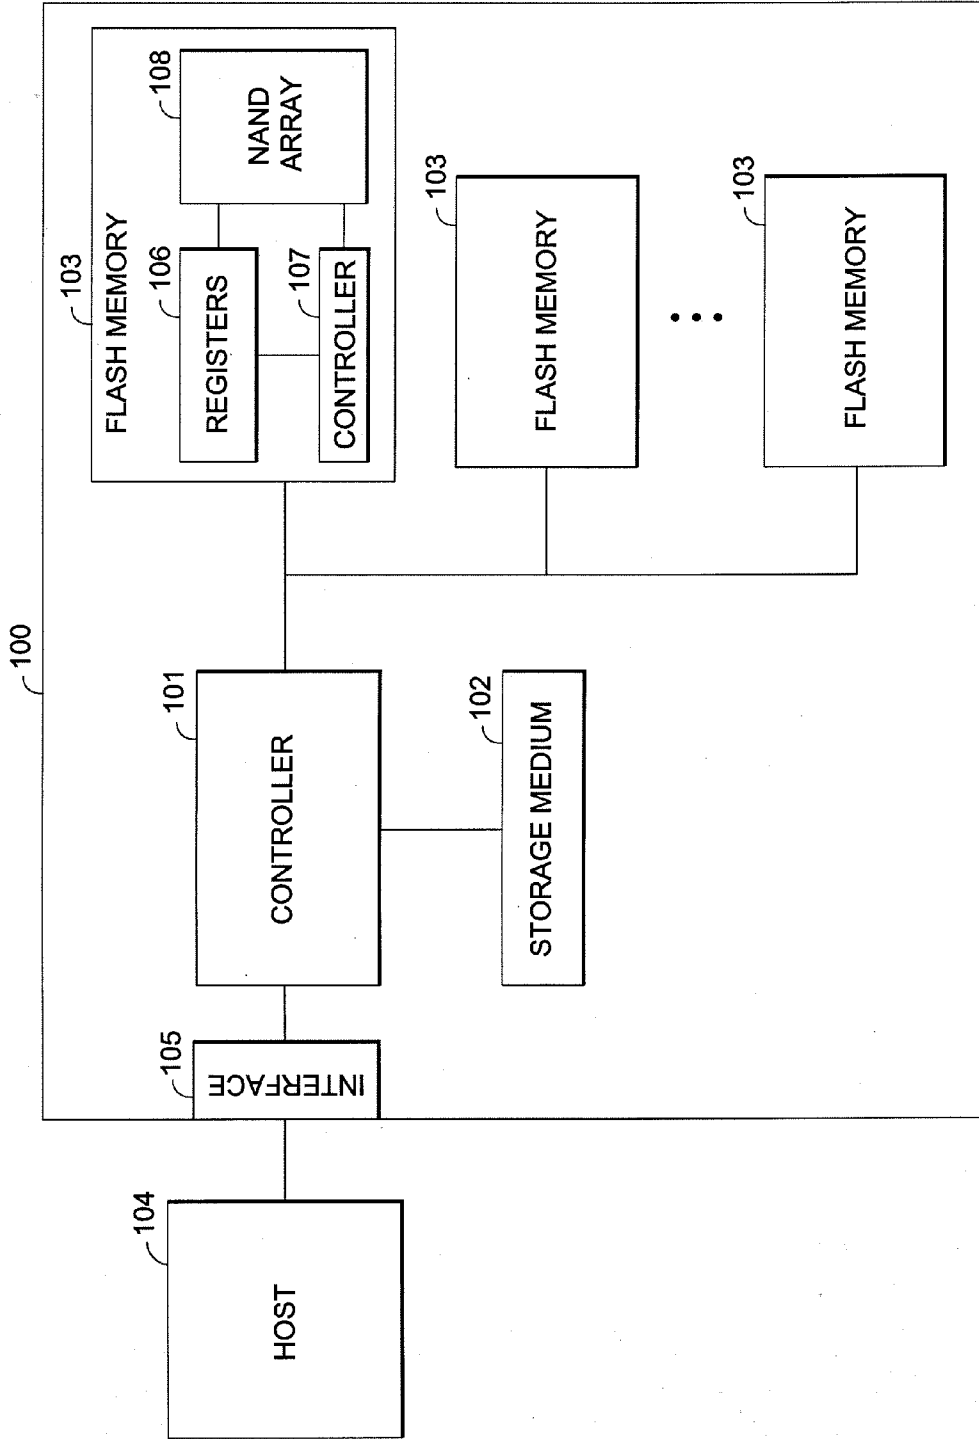 100
103
FLASH MEMORY
108
NAND
ARRAY
106
REGISTERS
107
CONTROLLER
104
HOST
105
INTERFACE
101
CONTROLLER
103
FLASH MEMORY
102
STORAGE MEDIUM
103
FLASH MEMORY